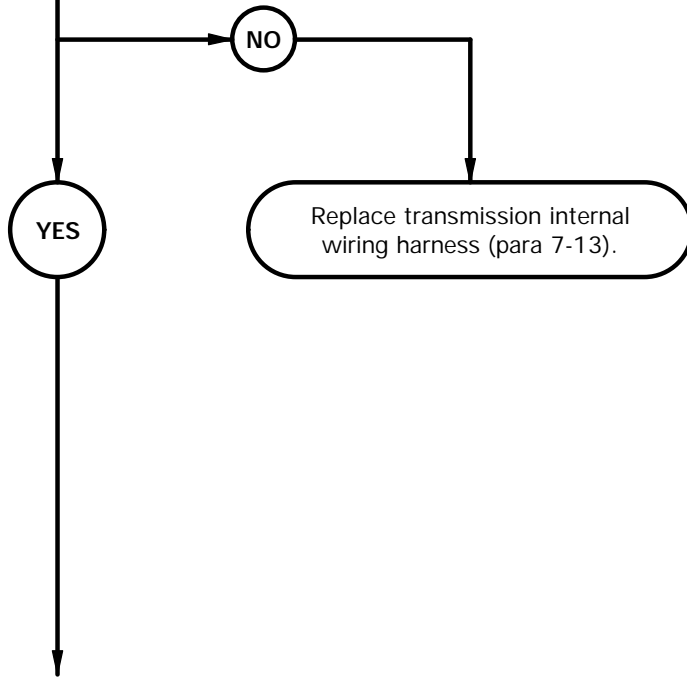 NO
YES
Replace transmission internal
wiring harness (para 7-13).